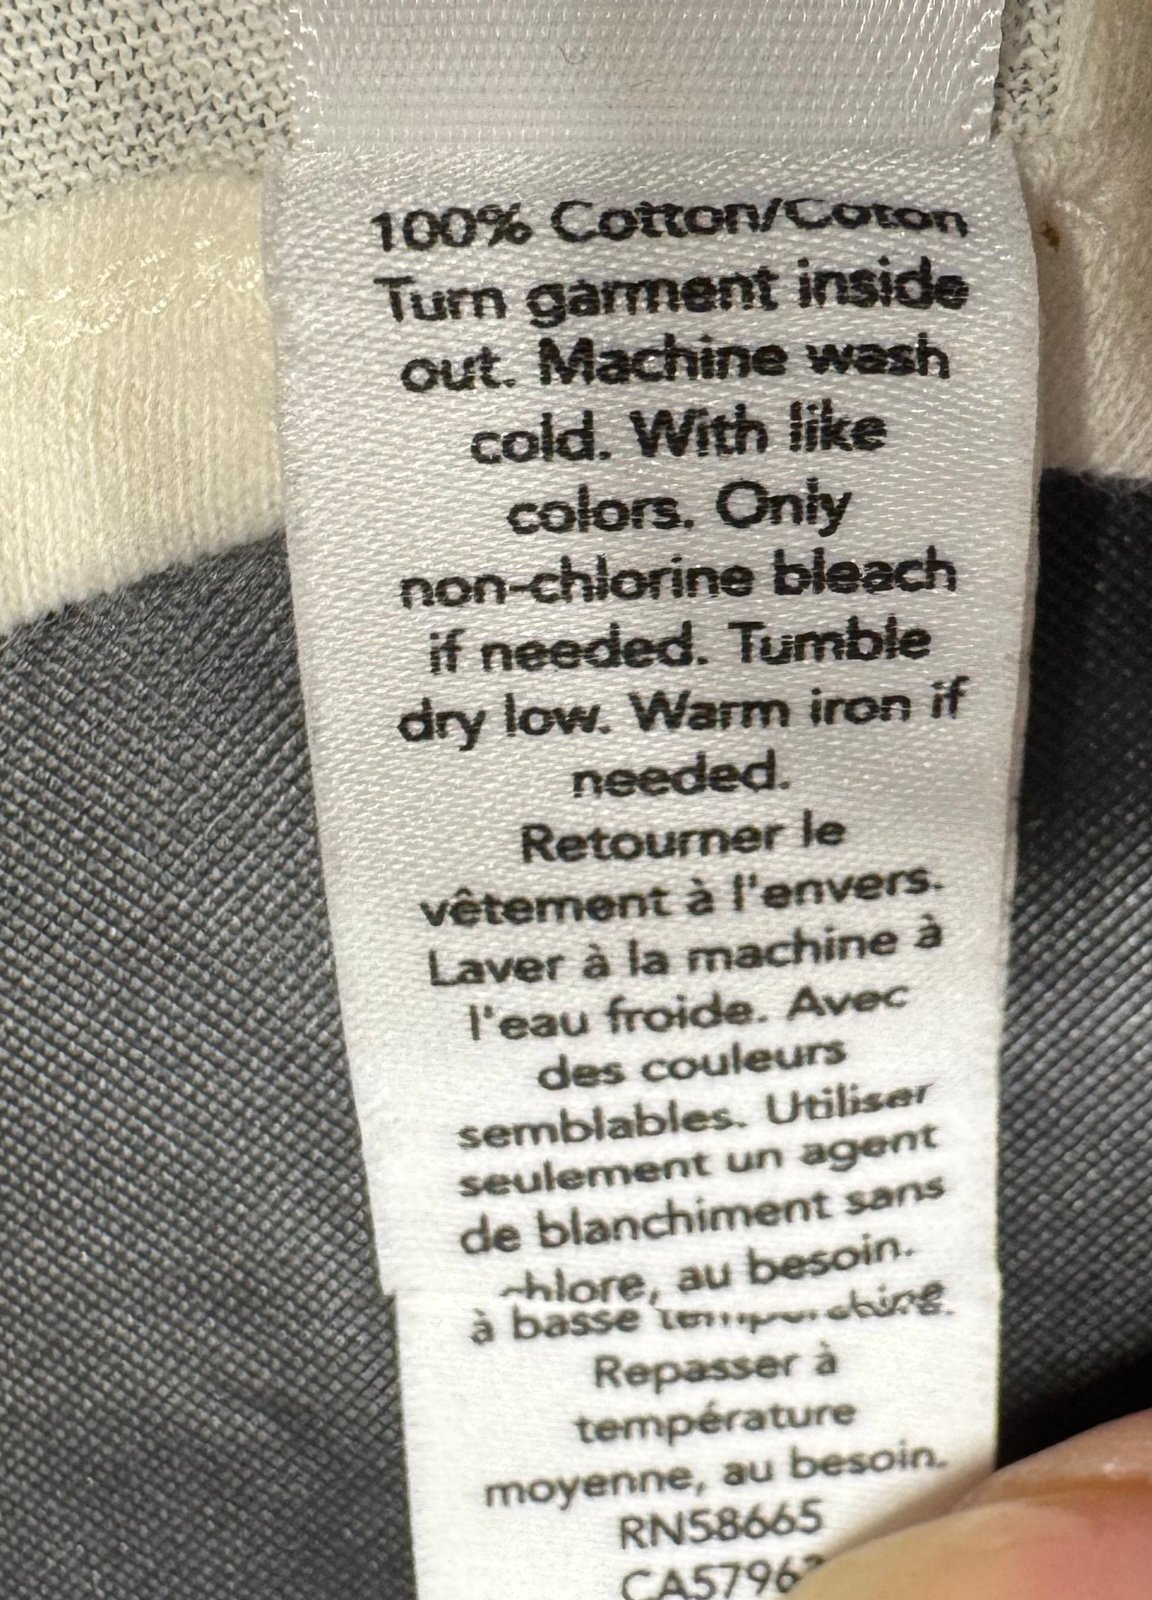 100% Cotton/Coton
Turn garment inside
out. Machine wash
cold. With like
colors. Only
non-chlorine bleach
if needed. Tumble
dry low. Warm iron if
needed.
Retourner le
vêtement à l'envers.
Laver à la machine à
l'eau froide. Avec
des couleurs
semblables. Utiliser
seulement un agent
de blanchiment sans
chlore, au besoin.
à basse
Repasser à
température
moyenne, au besoin.
RN58665